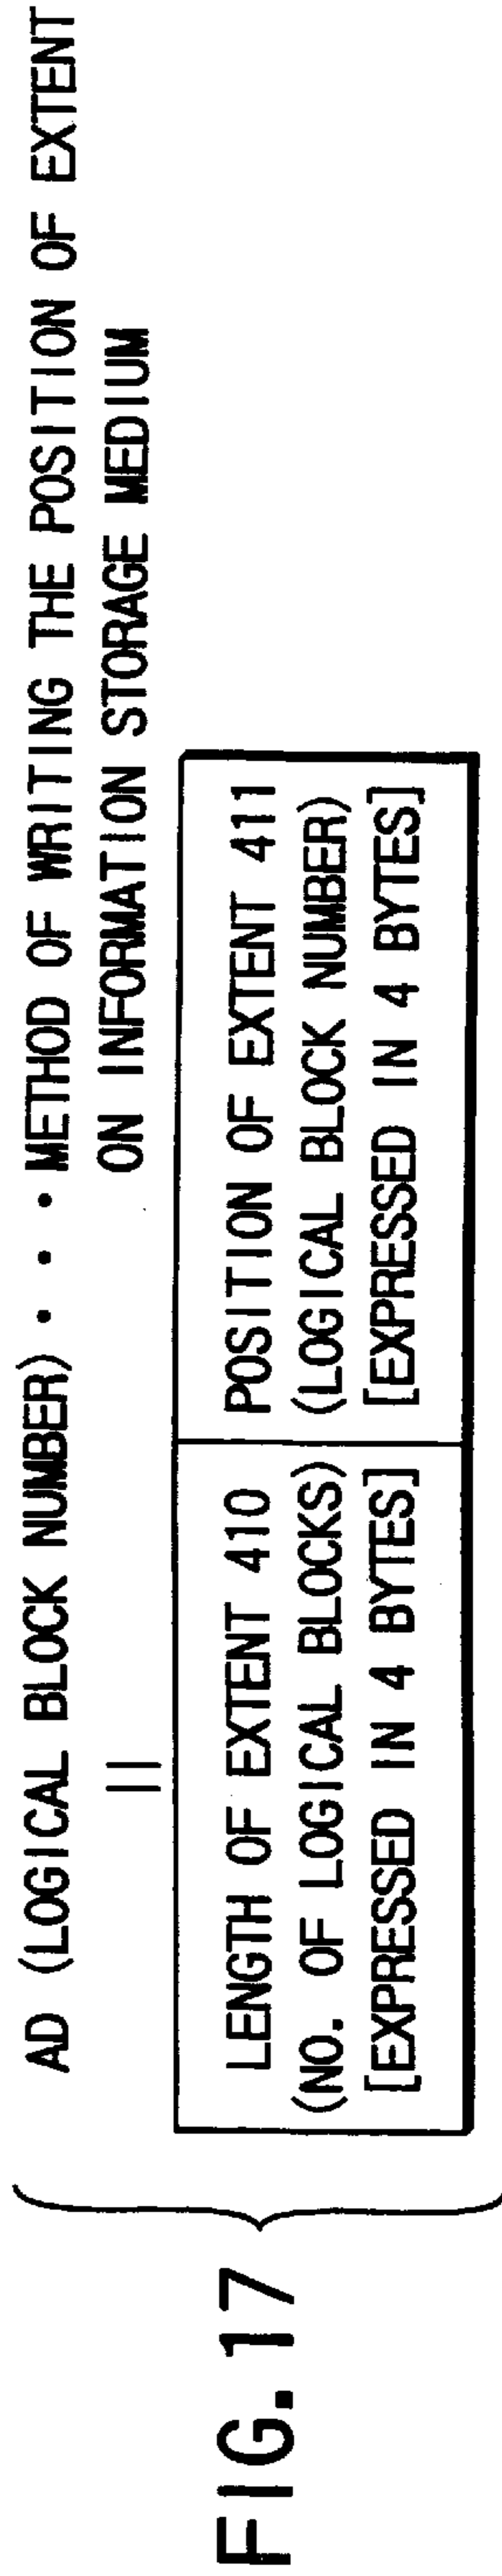 AD (LOGICAL BLOCK NUMBER) • • • METHOD OF WRITING THE POSITION OF EXTENT
ON INFORMATION STORAGE MEDIUM
||
LENGTH OF EXTENT 410
(NO. OF LOGICAL BLOCKS)
[EXPRESSED IN 4 BYTES]
POSITION OF EXTENT 411
(LOGICAL BLOCK NUMBER)
[EXPRESSED IN 4 BYTES]
FIG. 17